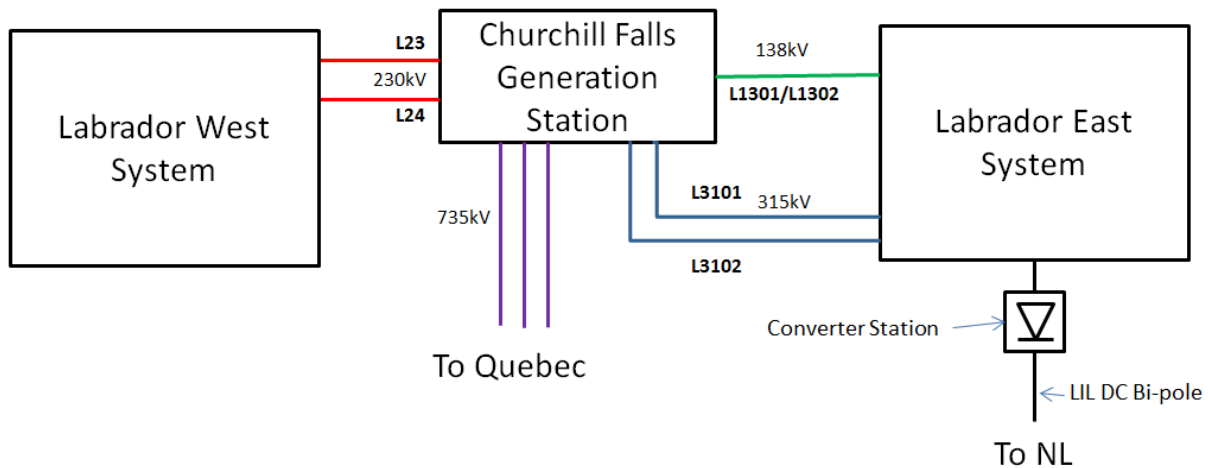 Labrador West
System
L23
230kV
L24
Churchill Falls
Generation
Station
138kV
L1301/L1302
Labrador East
System
L3101
315kV
L3102
735kV
To Quebec
Converter Station
LIL DC Bi-pole
To NL